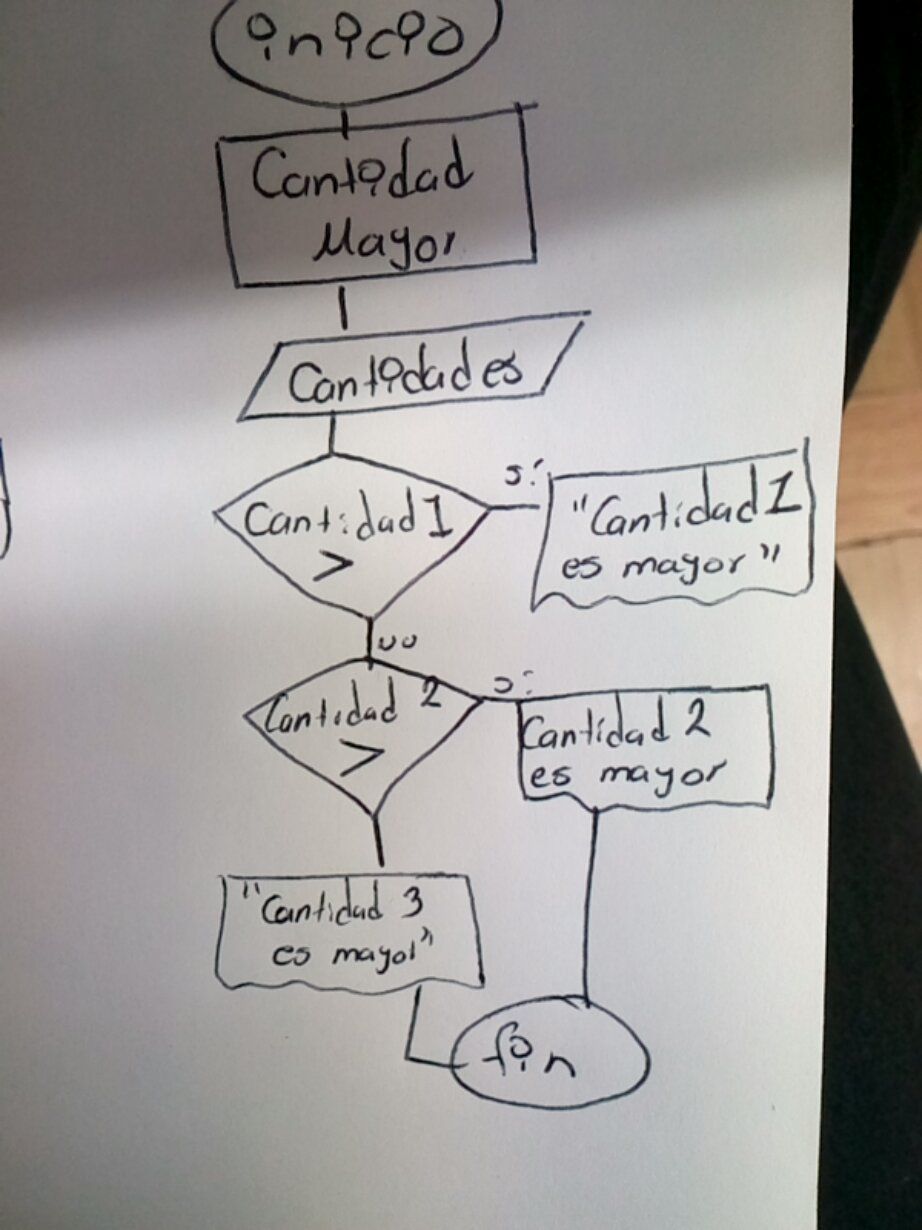 inicio
Cantidad
Mayor
Cantidades
Cantidad 1
>
si
"Cantidad 1
es mayor"
no
Cantidad 2
>
si
Cantidad 2
es mayor
"Cantidad 3
es mayor"
fin